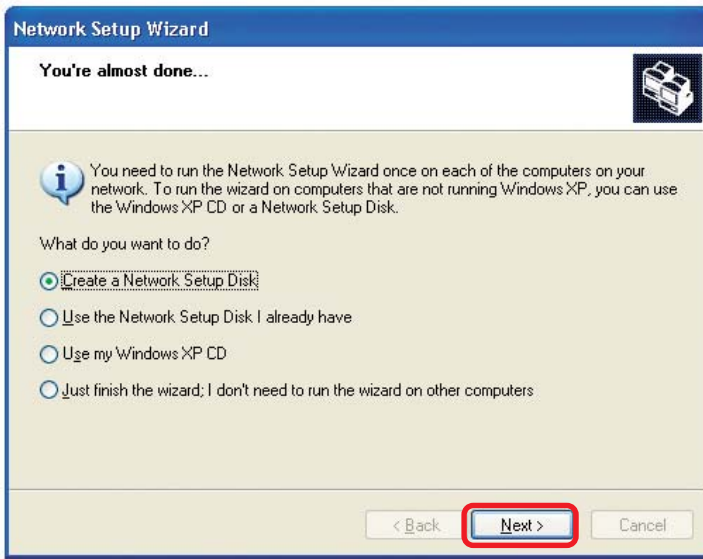 Network Setup Wizard
You're almost done...
You need to run the Network Setup Wizard once on each of the computers on your
network. To run the wizard on computers that are not running Windows XP, you can use
the Windows XP CD or a Network Setup Disk.
What do you want to do?
Create a Network Setup Disk
Use the Network Setup Disk I already have
Use my Windows XP CD
Just finish the wizard; I don't need to run the wizard on other computers
< Back Next > Cancel